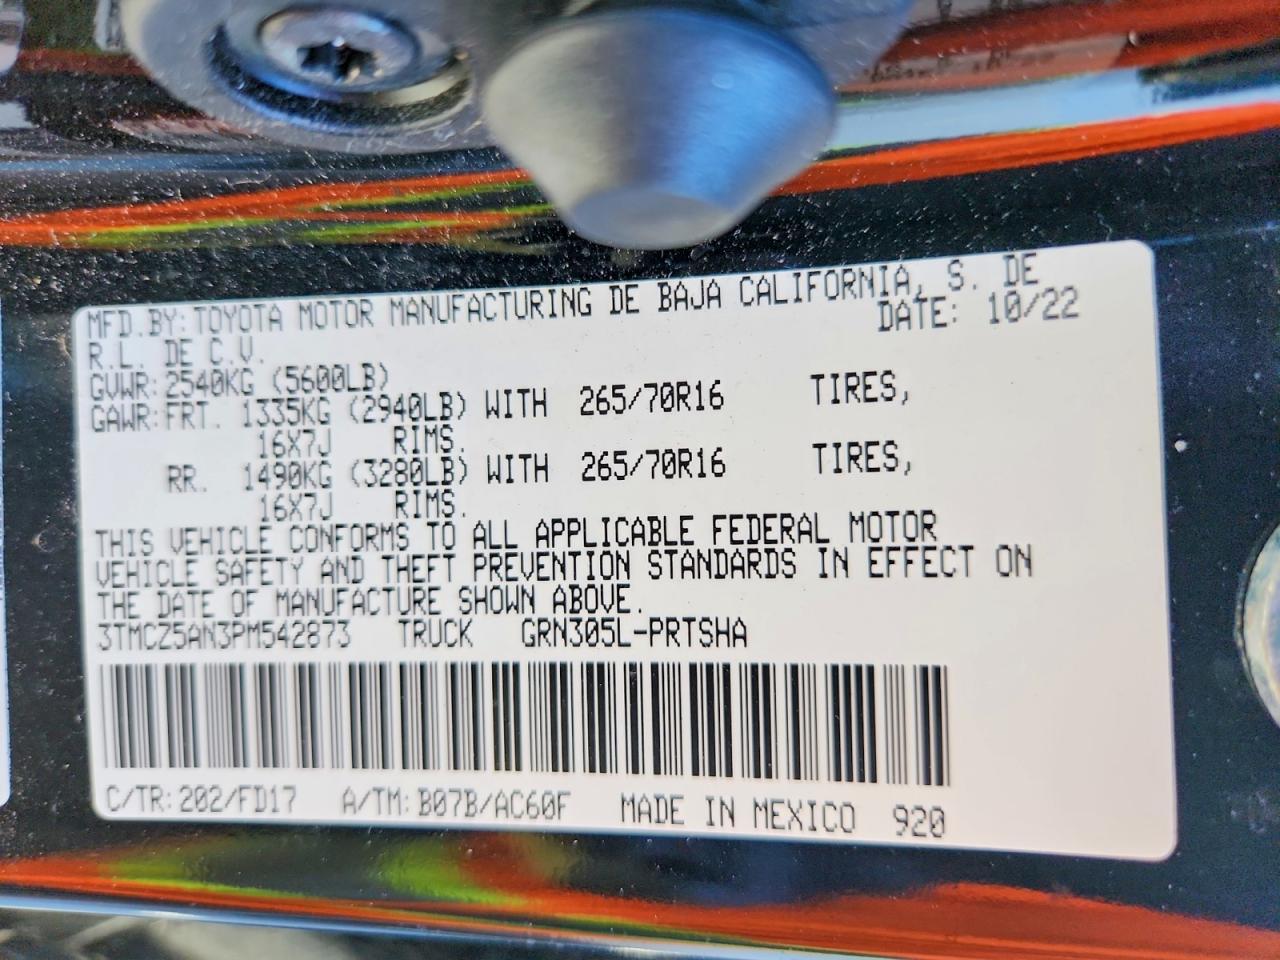 MFD.BY: TOYOTA MOTOR MANUFACTURING DE BAJA CALIFORNIA, S. DE
R.L. DE C.V. DATE: 10/22
GVWR: 2540KG (5600LB)
GAWR: FRT. 1335KG (2940LB) WITH 265/70R16 TIRES,
16X7J RIMS.
RR. 1490KG (3280LB) WITH 265/70R16 TIRES,
16X7J RIMS.
THIS VEHICLE CONFORMS TO ALL APPLICABLE FEDERAL MOTOR
VEHICLE SAFETY AND THEFT PREVENTION STANDARDS IN EFFECT ON
THE DATE OF MANUFACTURE SHOWN ABOVE.
3TMCZ5AN3PM542873 TRUCK GRN305L-PRTSHA
C/TR: 202/FD17 A/TM: B07B/AC60F MADE IN MEXICO 920